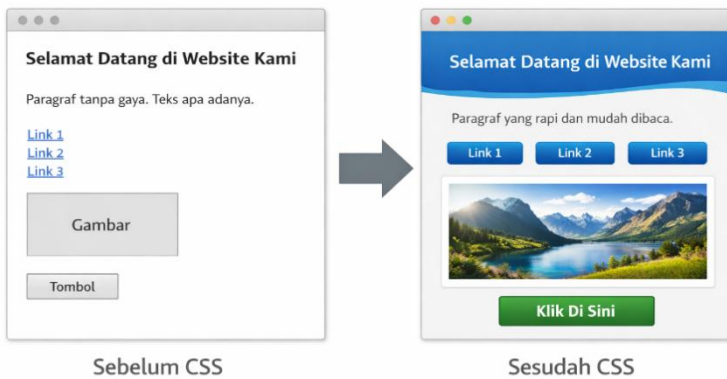 Selamat Datang di Website Kami
Paragraf tanpa gaya. Teks apa adanya.
Link 1
Link 2
Link 3
Gambar
Tombol
Sebelum CSS
Selamat Datang di Website Kami
Paragraf yang rapi dan mudah dibaca.
Link 1 Link 2 Link 3
Klik Di Sini
Sesudah CSS